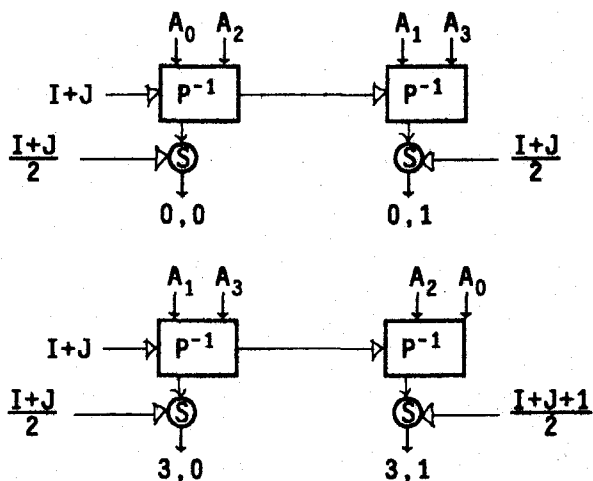 A₀ A₂ A₁ A₃
I+J P⁻¹ P⁻¹
I+J/2 S S I+J/2
0,0 0,1
A₁ A₃ A₂ A₀
I+J P⁻¹ P⁻¹
I+J/2 S S I+J+1/2
3,0 3,1